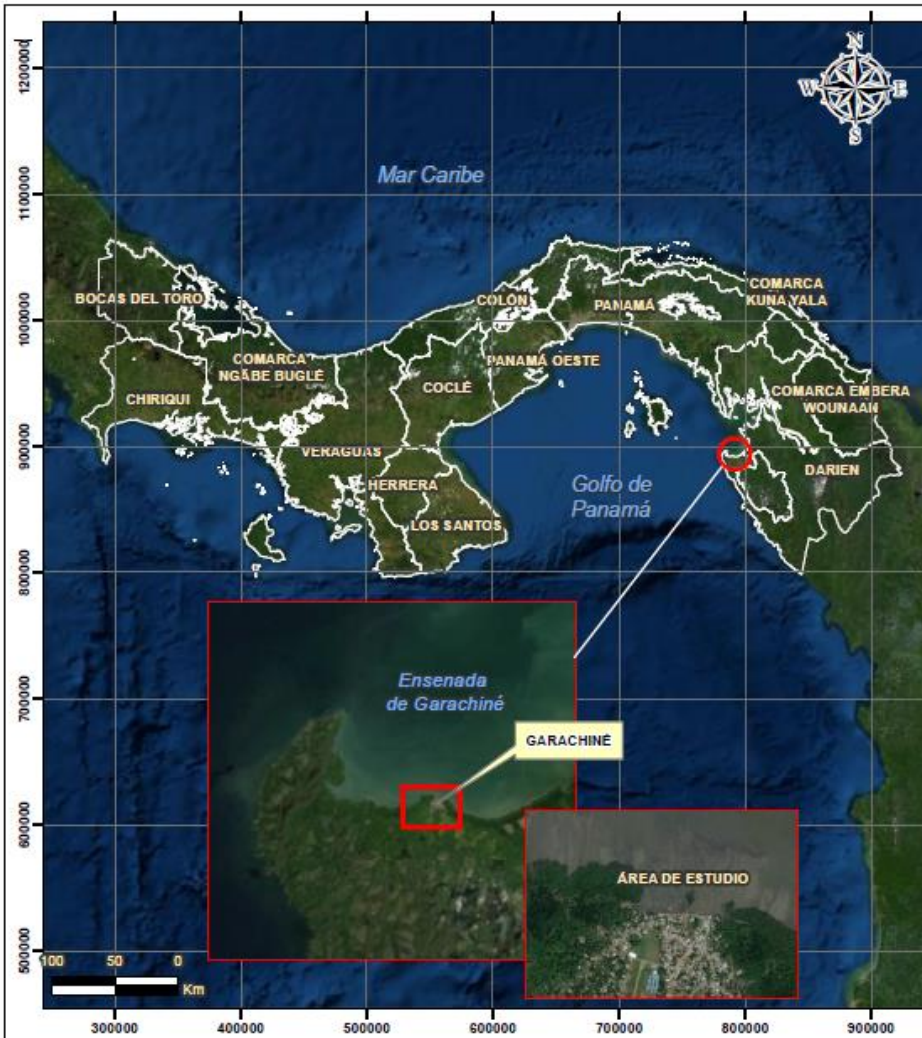 N
W E
S
Mar Caribe
BOCAS DEL TORO
COLÓN
PANAMÁ
COMARCA
KUNA YALA
COMARCA
NGÄBE BUGLÉ
PANAMÁ OESTE
COCLÉ
CHIRIQUI
COMARCA EMBERA
WOUNAAN
VERAGUAS
HERRERA
DARIEN
LOS SANTOS
Golfo de
Panamá
Ensenada
de Garachiné
GARACHINÉ
ÁREA DE ESTUDIO
100 50 0
Km
1200000
1100000
1000000
900000
800000
700000
600000
500000
300000 400000 500000 600000 700000 800000 900000